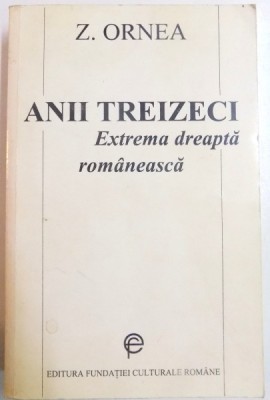 Z. ORNEA
ANII TREIZECI
Extrema dreaptă
românească
EDITURA FUNDAȚIEI CULTURALE ROMÂNE